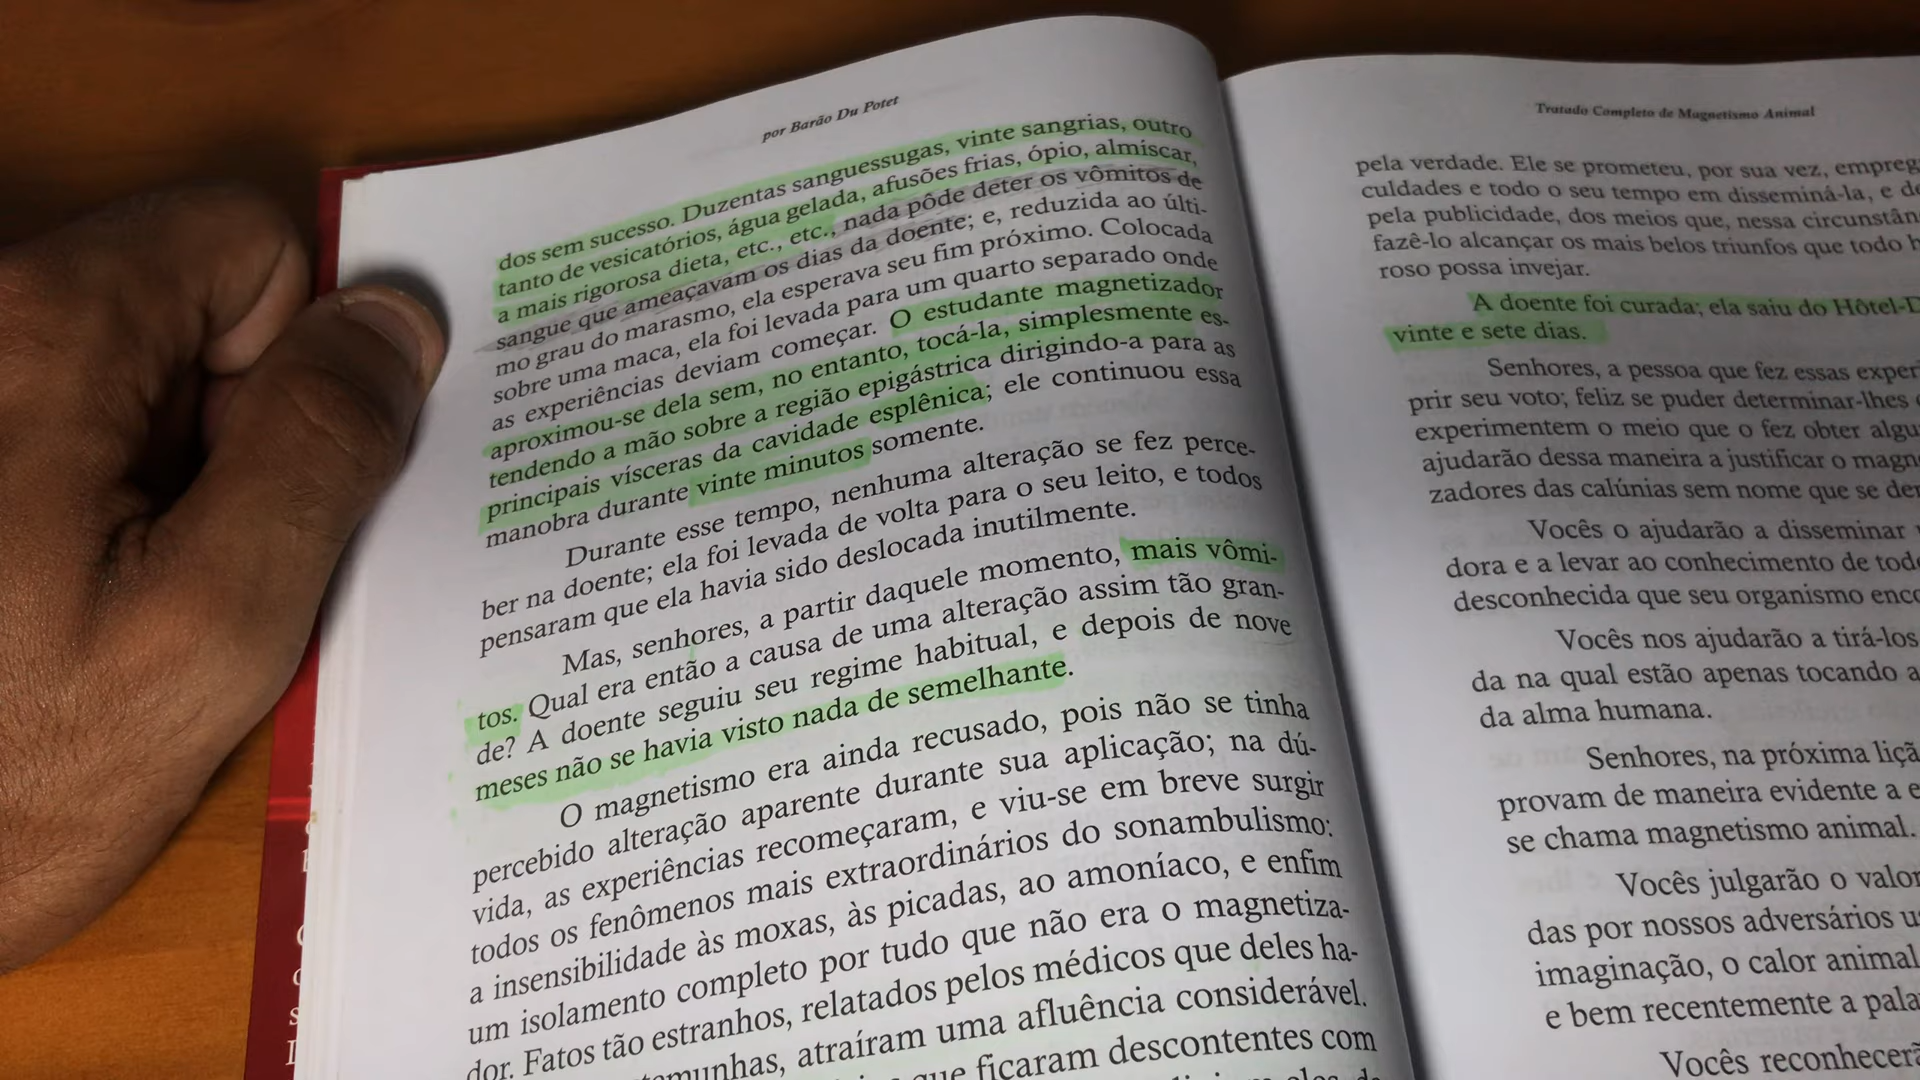 por Barão Du Potet
dos sem sucesso. Duzentas sanguessugas, vinte sangrias, outro
tanto de vesicatórios, água gelada, afusões frias, ópio, almiscar,
a mais rigorosa dieta, etc., etc., nada pôde deter os vômitos de
sangue que ameaçavam os dias da doente; e, reduzida ao últi-
mo grau do marasmo, ela esperava seu fim próximo. Colocada
sobre uma maca, ela foi levada para um quarto separado onde
as experiências deviam começar. O estudante magnetizador
aproximou-se dela sem, no entanto, tocá-la, simplesmente es-
tendendo a mão sobre a região epigástrica dirigindo-a para as
principais vísceras da cavidade esplênica; ele continuou essa
manobra durante vinte minutos somente.
Durante esse tempo, nenhuma alteração se fez perce-
ber na doente; ela foi levada de volta para o seu leito, e todos
pensaram que ela havia sido deslocada inutilmente.
Mas, senhores, a partir daquele momento, mais vômi-
tos. Qual era então a causa de uma alteração assim tão gran-
de? A doente seguiu seu regime habitual, e depois de nove
meses não se havia visto nada de semelhante.
O magnetismo era ainda recusado, pois não se tinha
percebido alteração aparente durante sua aplicação; na dú-
vida, as experiências recomeçaram, e viu-se em breve surgir
todos os fenômenos mais extraordinários do sonambulismo:
a insensibilidade às moxas, às picadas, ao amoníaco, e enfim
um isolamento completo por tudo que não era o magnetiza-
dor. Fatos tão estranhos, relatados pelos médicos que deles ha-
atraíram uma afluência considerável.
que ficaram descontentes com
Tratado Completo de Magnetismo Animal
pela verdade. Ele se prometeu, por sua vez,
culdades e todo o seu tempo em disseminá-la, e
pela publicidade, dos meios que, nessa
fazê-lo alcançar os mais belos triunfos que todo
roso possa invejar.
A doente foi curada; ela saiu do
vinte e sete dias.
Senhores, a pessoa que fez essas
prir seu voto; feliz se puder determinar-lhes
experimentem o meio que o fez obter
ajudarão dessa maneira a justificar o
zadores das calúnias sem nome que se
Vocês o ajudarão a disseminar
dora e a levar ao conhecimento de
desconhecida que seu organismo
Vocês nos ajudarão a tirá-los
da na qual estão apenas tocando a
da alma humana.
Senhores, na próxima
provam de maneira evidente a
se chama magnetismo animal.
Vocês julgarão o
das por nossos adversários
imaginação, o calor animal
e bem recentemente a
Vocês